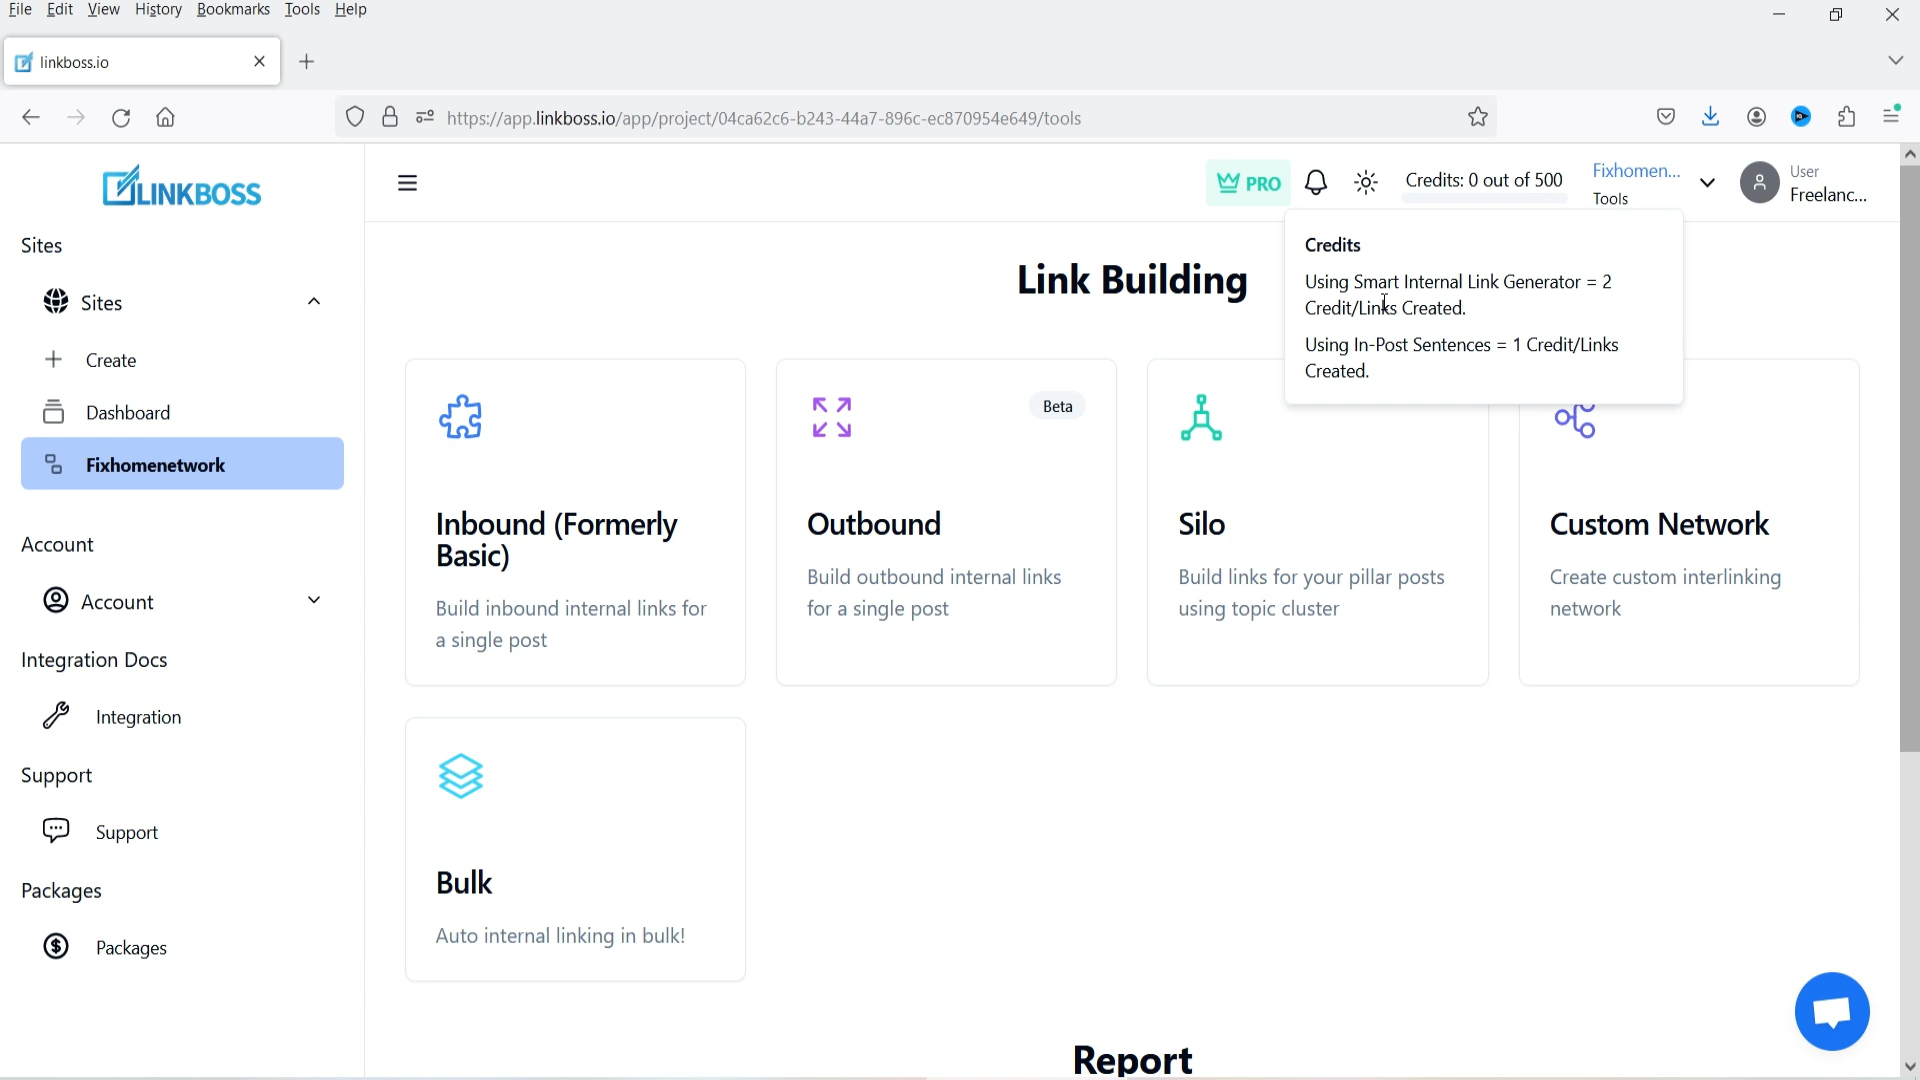 File Edit View History Bookmarks Tools Help
linkboss.io
https://app.linkboss.io/app/project/04ca62c6-b243-44a7-896c-ec870954e649/tools
LINKBOSS
PRO
Credits: 0 out of 500
Fixhomen...
Tools
User
Freelanc...
Sites
Sites
Create
Dashboard
Fixhomenetwork
Account
Account
Integration Docs
Integration
Support
Support
Packages
Packages
Link Building
Credits
Using Smart Internal Link Generator = 2
Credit/Links Created.
Using In-Post Sentences = 1 Credit/Links
Created.
Inbound (Formerly
Basic)
Build inbound internal links for
a single post
Beta
Outbound
Build outbound internal links
for a single post
Silo
Build links for your pillar posts
using topic cluster
Custom Network
Create custom interlinking
network
Bulk
Auto internal linking in bulk!
Report